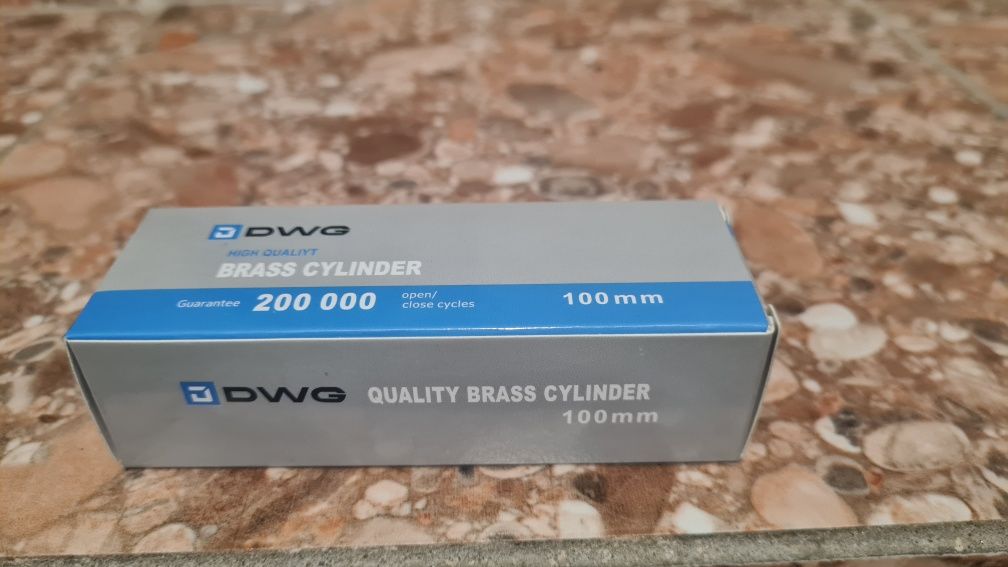 DWG
HIGH QUALIYT
BRASS CYLINDER
Guarantee 200 000 open/
close cycles
100mm
DWG QUALITY BRASS CYLINDER
100mm